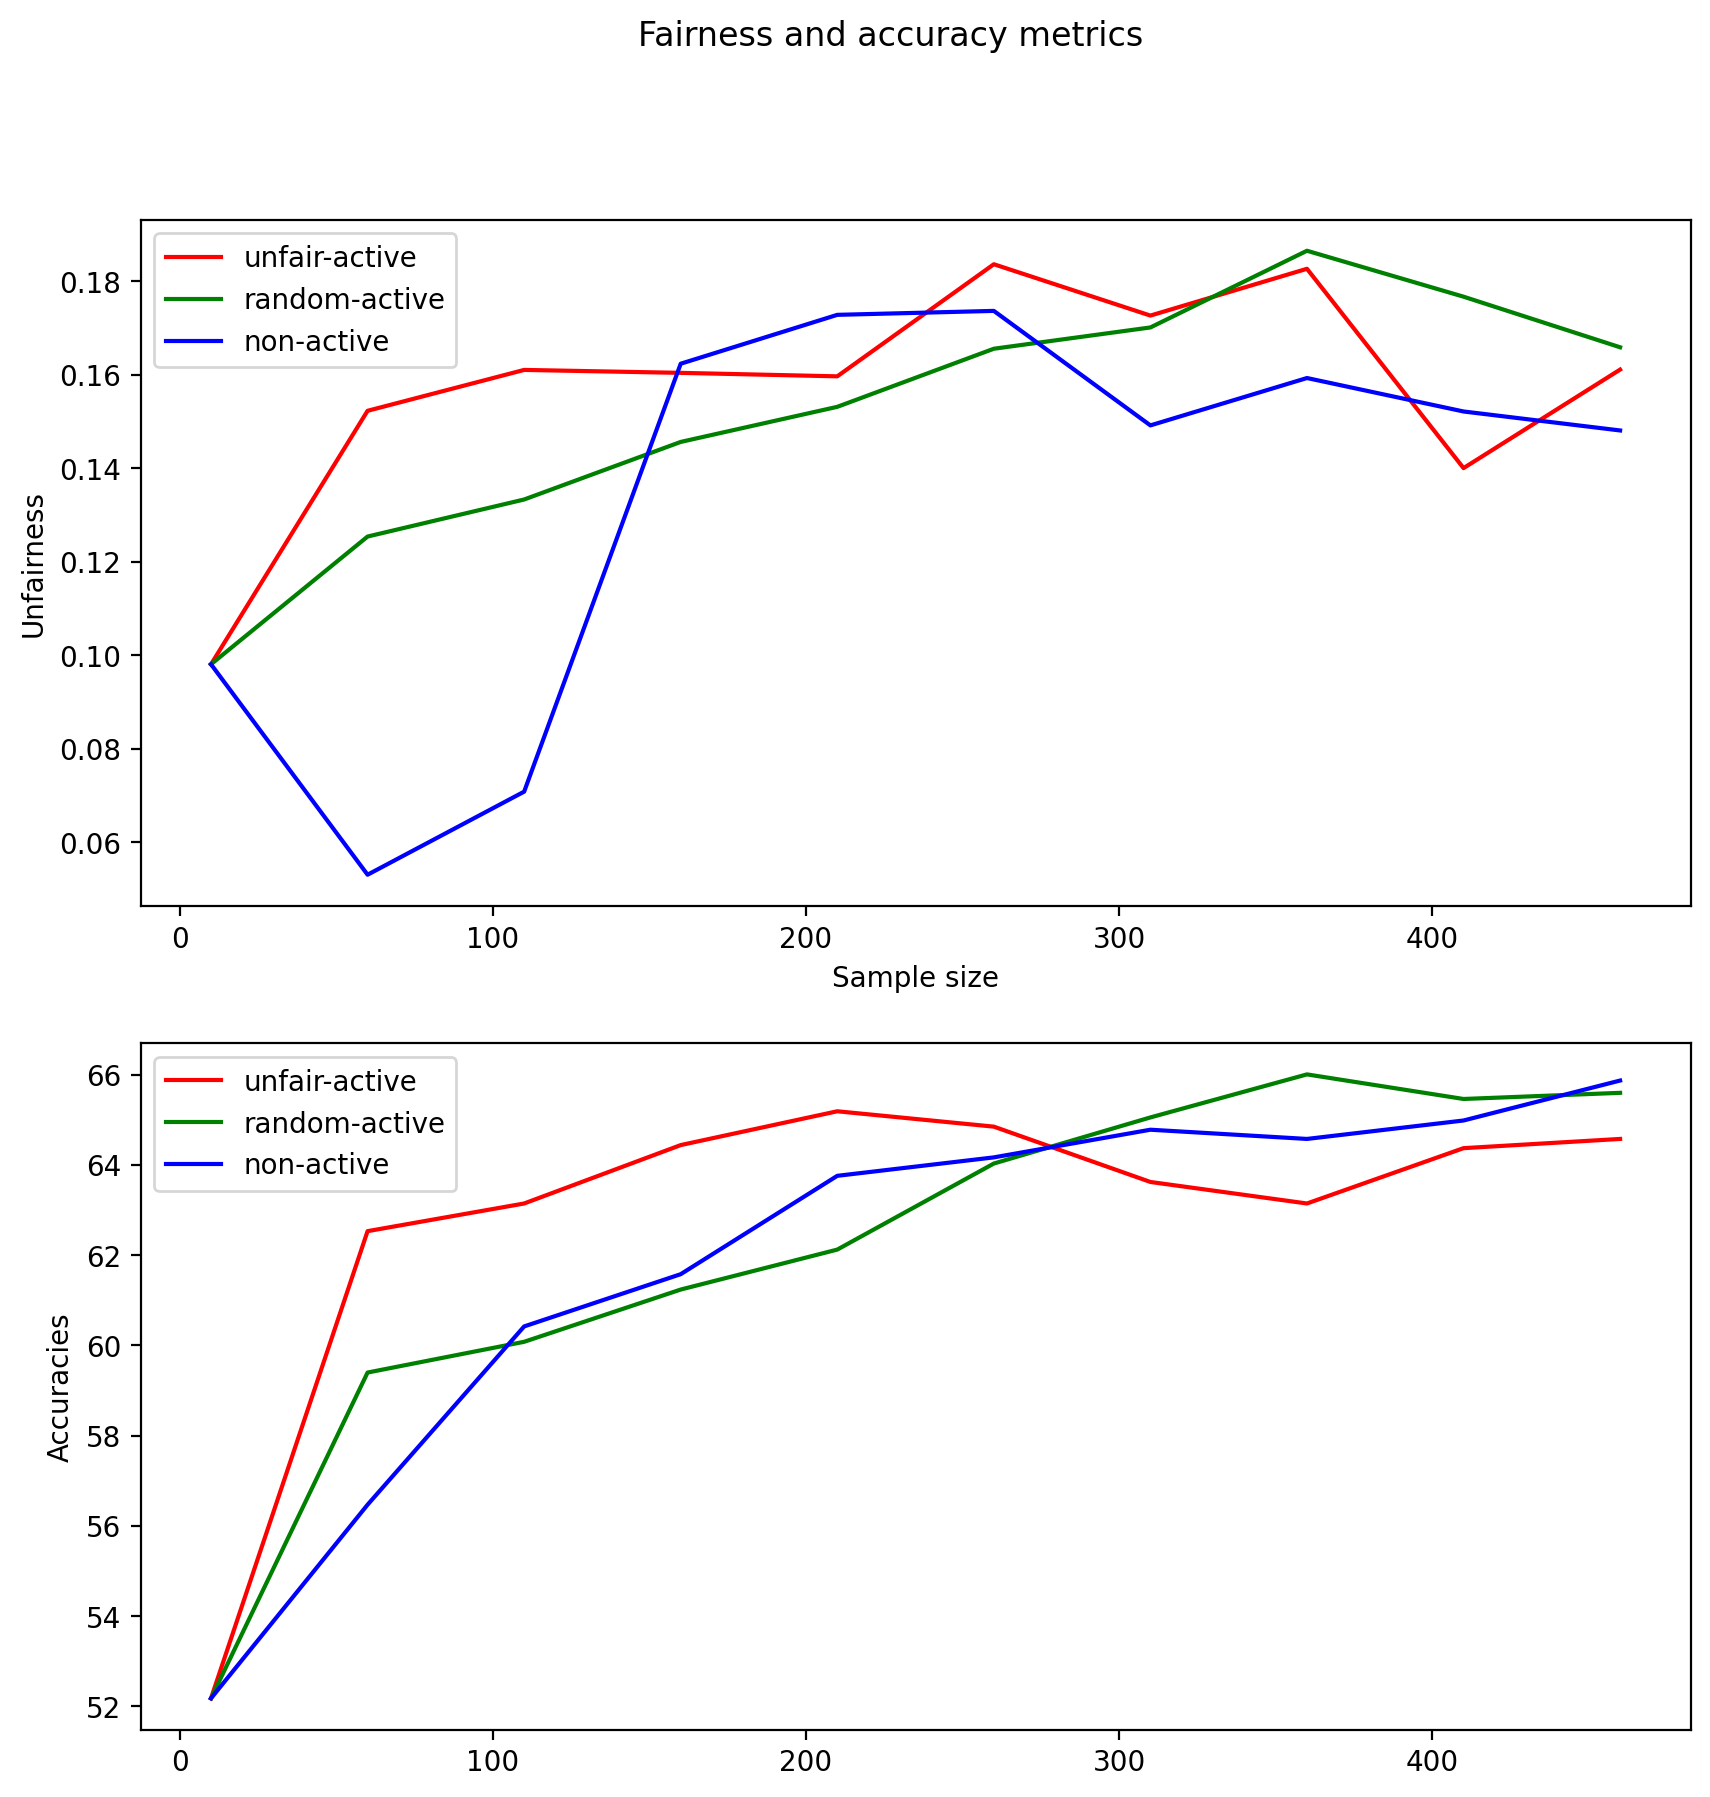 Fairness and accuracy metrics
unfair-active
random-active
non-active
0.18
0.16
0.14
0.12
0.10
0.08
0.06
Unfairness
0 100 200 300 400
Sample size
unfair-active
random-active
non-active
66
64
62
60
58
56
54
52
Accuracies
0 100 200 300 400